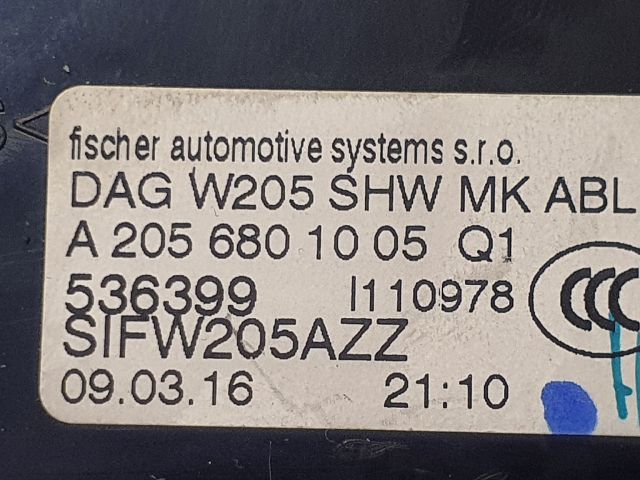 fischer automotive systems s.r.o.
DAG W205 SHW MK ABL
A 205 680 10 05 Q1
536399 I110978
SIFW205AZZ
09.03.16 21:10